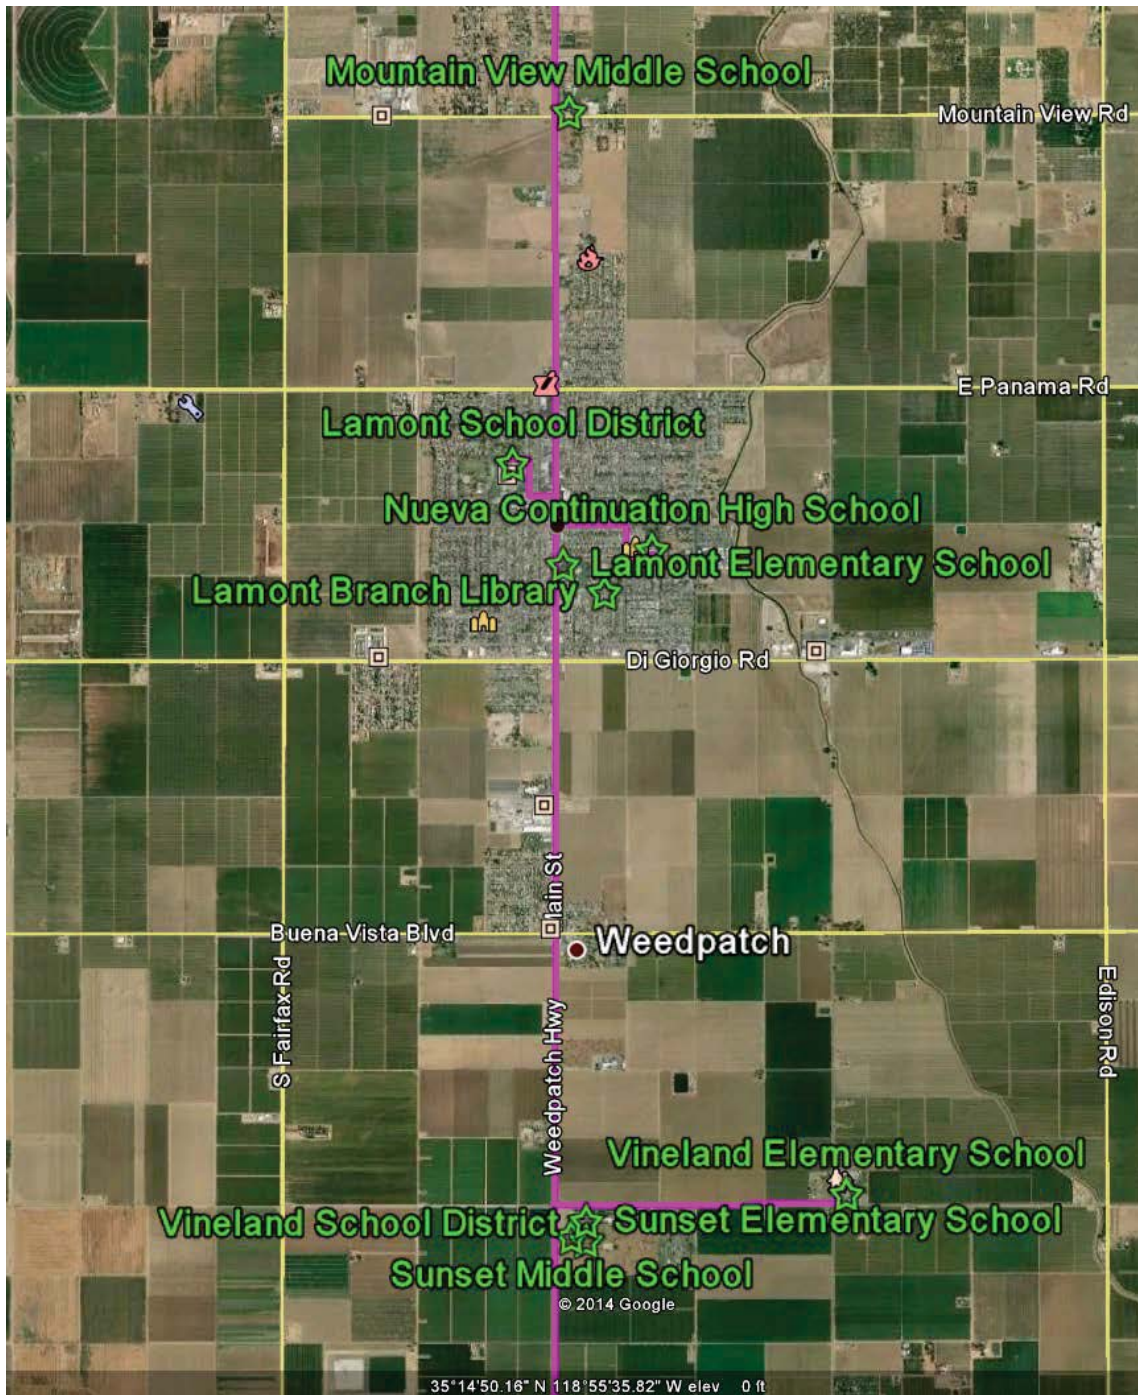 Mountain View Middle School
Mountain View Rd
E Panama Rd
Lamont School District
Nueva Continuation High School
Lamont Elementary School
Lamont Branch Library
Di Giorgio Rd
Main St
Buena Vista Blvd
Weedpatch
S Fairfax Rd
Weedpatch Hwy
Edison Rd
Vineland Elementary School
Vineland School District
Sunset Elementary School
Sunset Middle School
© 2014 Google
35°14'50.16" N 118°55'35.82" W elev 0 ft